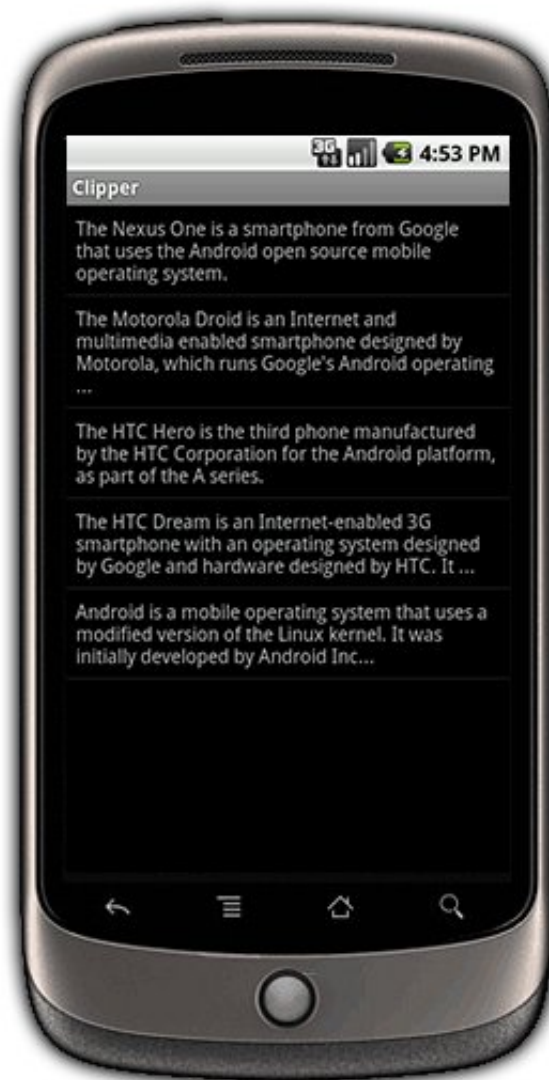 3G 4:53 PM
Clipper
The Nexus One is a smartphone from Google
that uses the Android open source mobile
operating system.
The Motorola Droid is an Internet and
multimedia enabled smartphone designed by
Motorola, which runs Google's Android operating
...
The HTC Hero is the third phone manufactured
by the HTC Corporation for the Android platform,
as part of the A series.
The HTC Dream is an Internet-enabled 3G
smartphone with an operating system designed
by Google and hardware designed by HTC. It ...
Android is a mobile operating system that uses a
modified version of the Linux kernel. It was
initially developed by Android Inc...